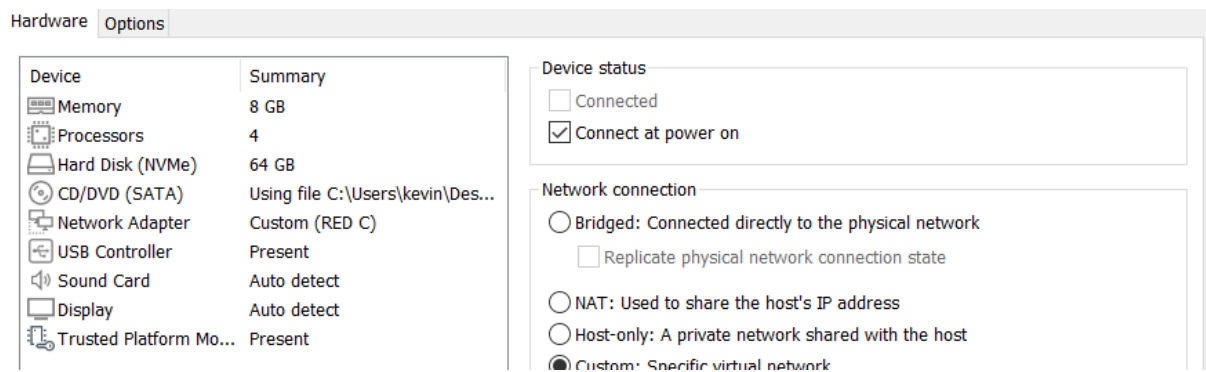 Hardware Options
Device Summary
Memory 8 GB
Processors 4
Hard Disk (NVMe) 64 GB
CD/DVD (SATA) Using file C:\Users\kevin\Des...
Network Adapter Custom (RED C)
USB Controller Present
Sound Card Auto detect
Display Auto detect
Trusted Platform Mo... Present
Device status
Connected
Connect at power on
Network connection
Bridged: Connected directly to the physical network
Replicate physical network connection state
NAT: Used to share the host's IP address
Host-only: A private network shared with the host
Custom: Specific virtual network